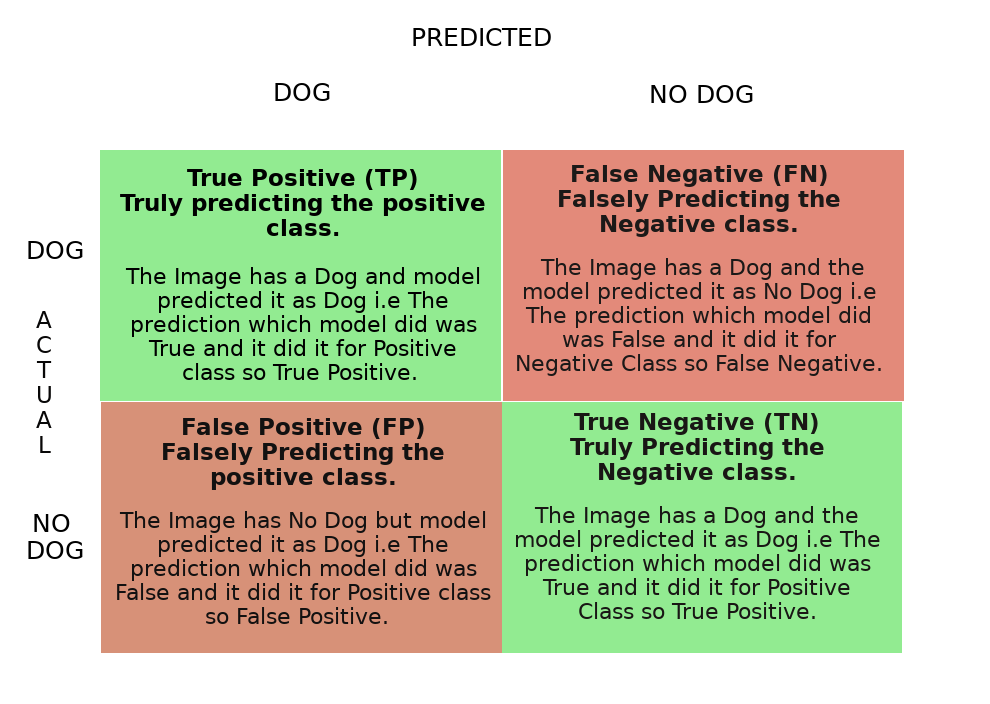 PREDICTED
DOG
NO DOG
True Positive (TP)
Truly predicting the positive
class.
The Image has a Dog and model
predicted it as Dog i.e The
prediction which model did was
True and it did it for Positive
class so True Positive.
False Negative (FN)
Falsely Predicting the
Negative class.
The Image has a Dog and the
model predicted it as No Dog i.e
The prediction which model did
was False and it did it for
Negative Class so False Negative.
DOG
A
C
T
U
A
L
NO
DOG
False Positive (FP)
Falsely Predicting the
positive class.
The Image has No Dog but model
predicted it as Dog i.e The
prediction which model did was
False and it did it for Positive class
so False Positive.
True Negative (TN)
Truly Predicting the
Negative class.
The Image has a Dog and the
model predicted it as Dog i.e The
prediction which model did was
True and it did it for Positive
Class so True Positive.